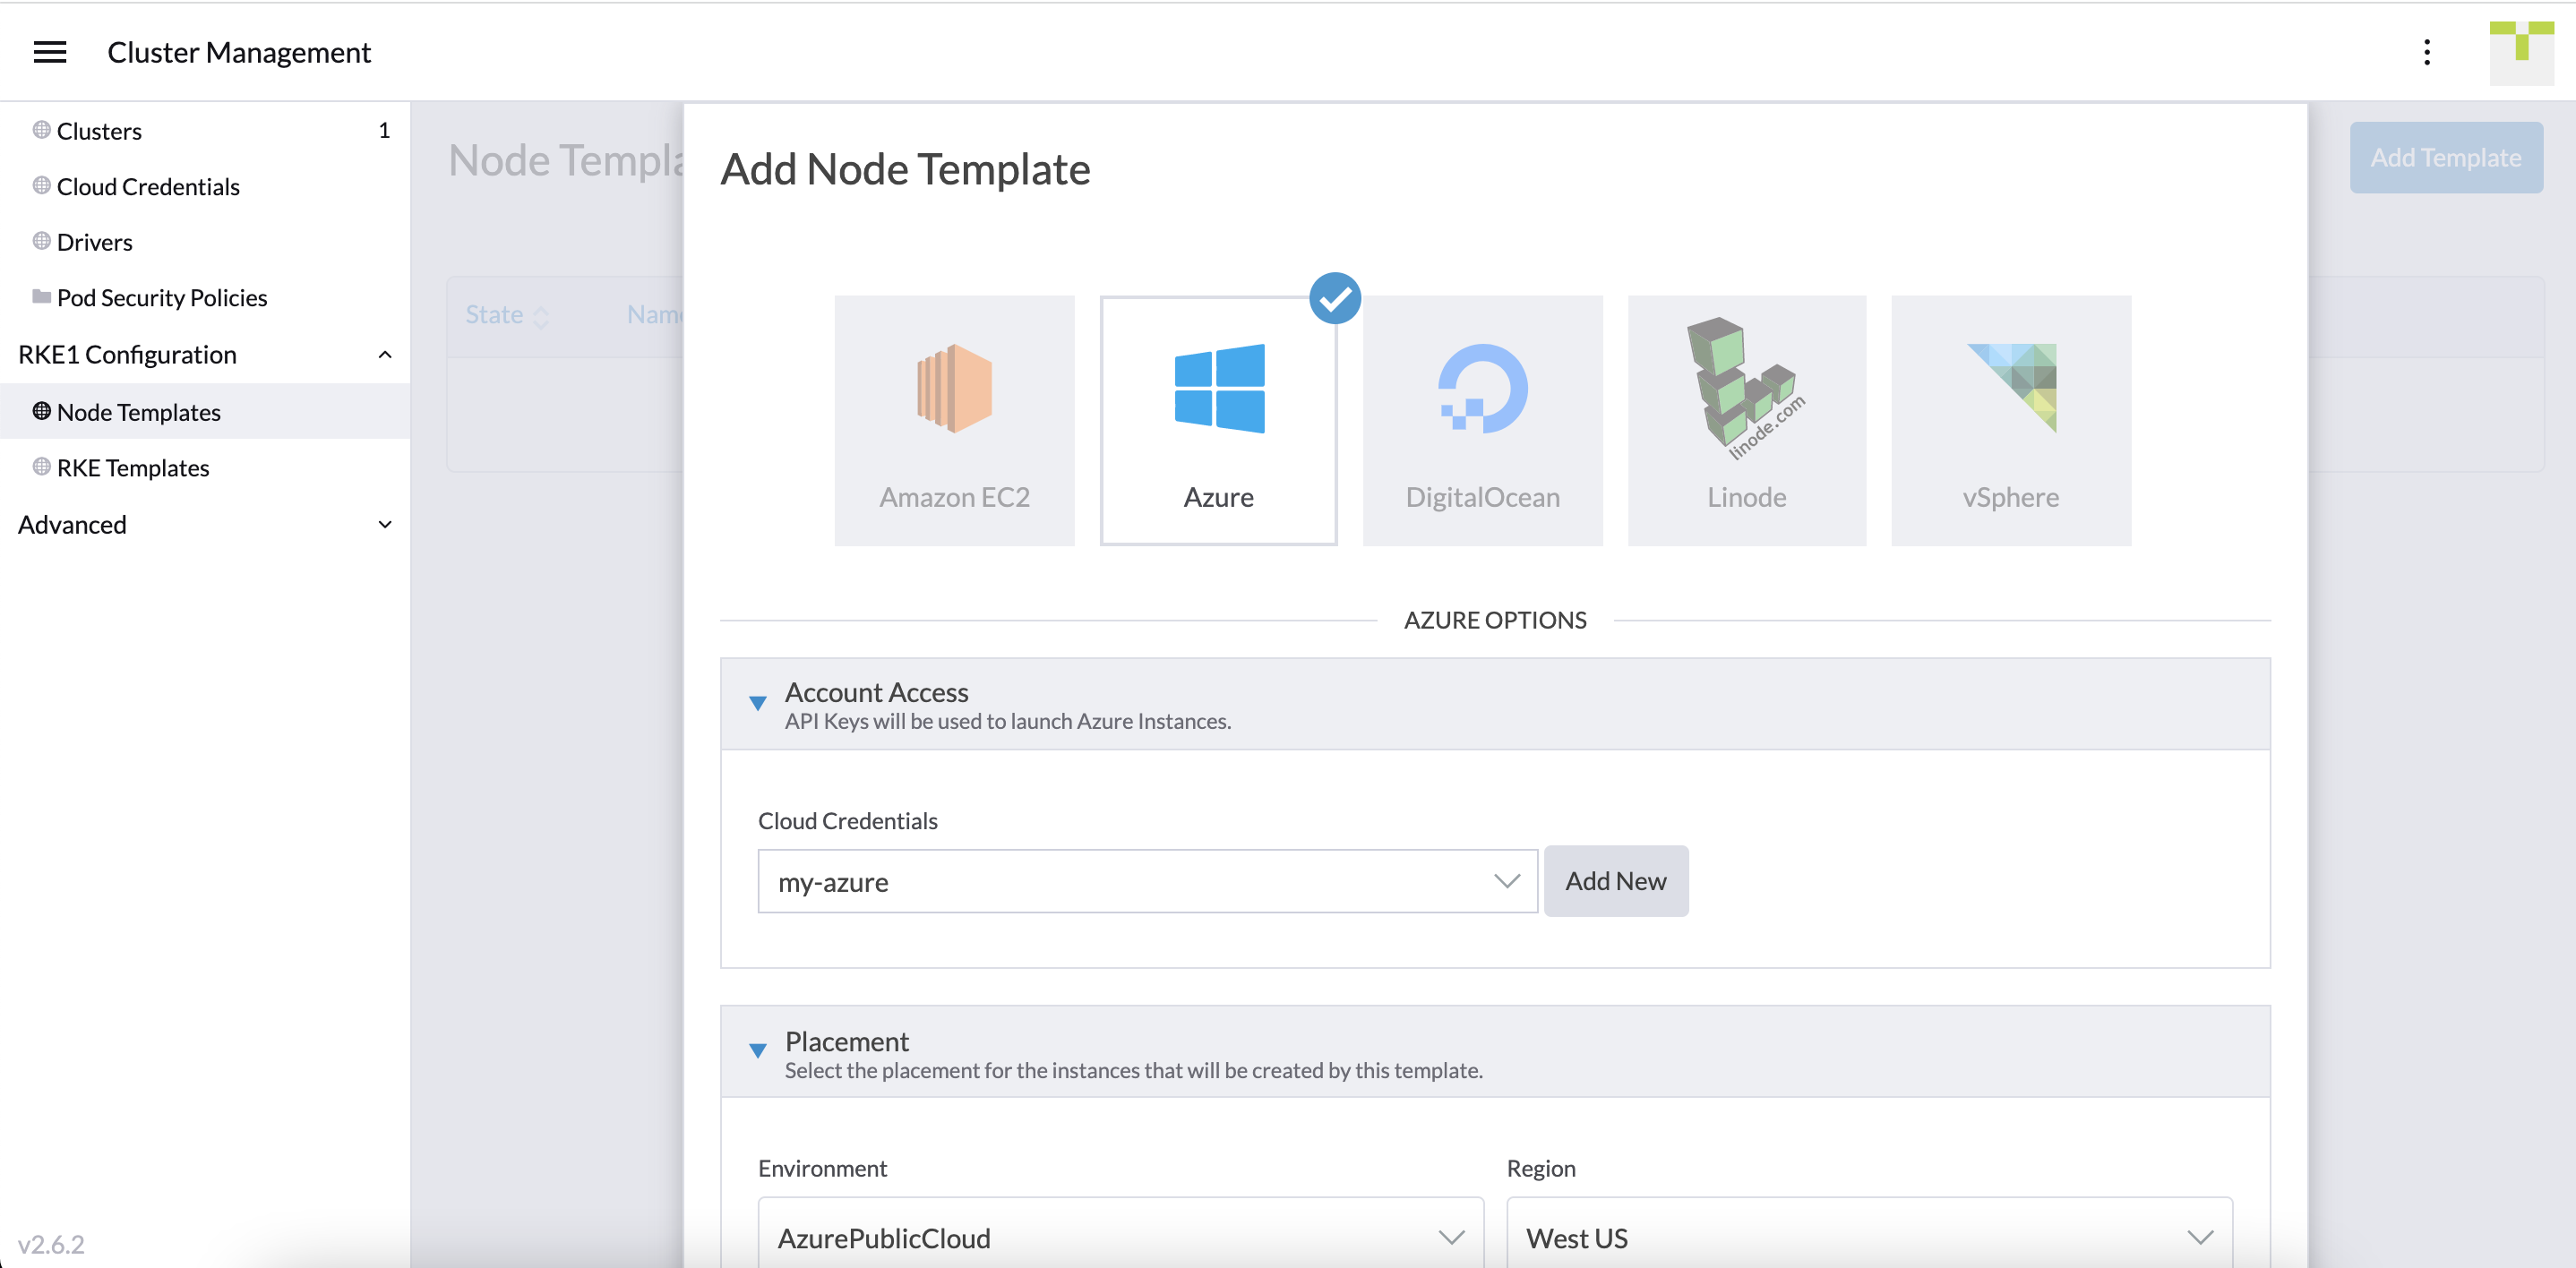 Cluster Management
Clusters 1
Cloud Credentials
Drivers
Pod Security Policies
RKE1 Configuration
Node Templates
RKE Templates
Advanced
v2.6.2
Node Templa
Add Template
State Name
Add Node Template
Amazon EC2 Azure DigitalOcean linode.com Linode vSphere
AZURE OPTIONS
Account Access
API Keys will be used to launch Azure Instances.
Cloud Credentials
my-azure Add New
Placement
Select the placement for the instances that will be created by this template.
Environment Region
AzurePublicCloud West US